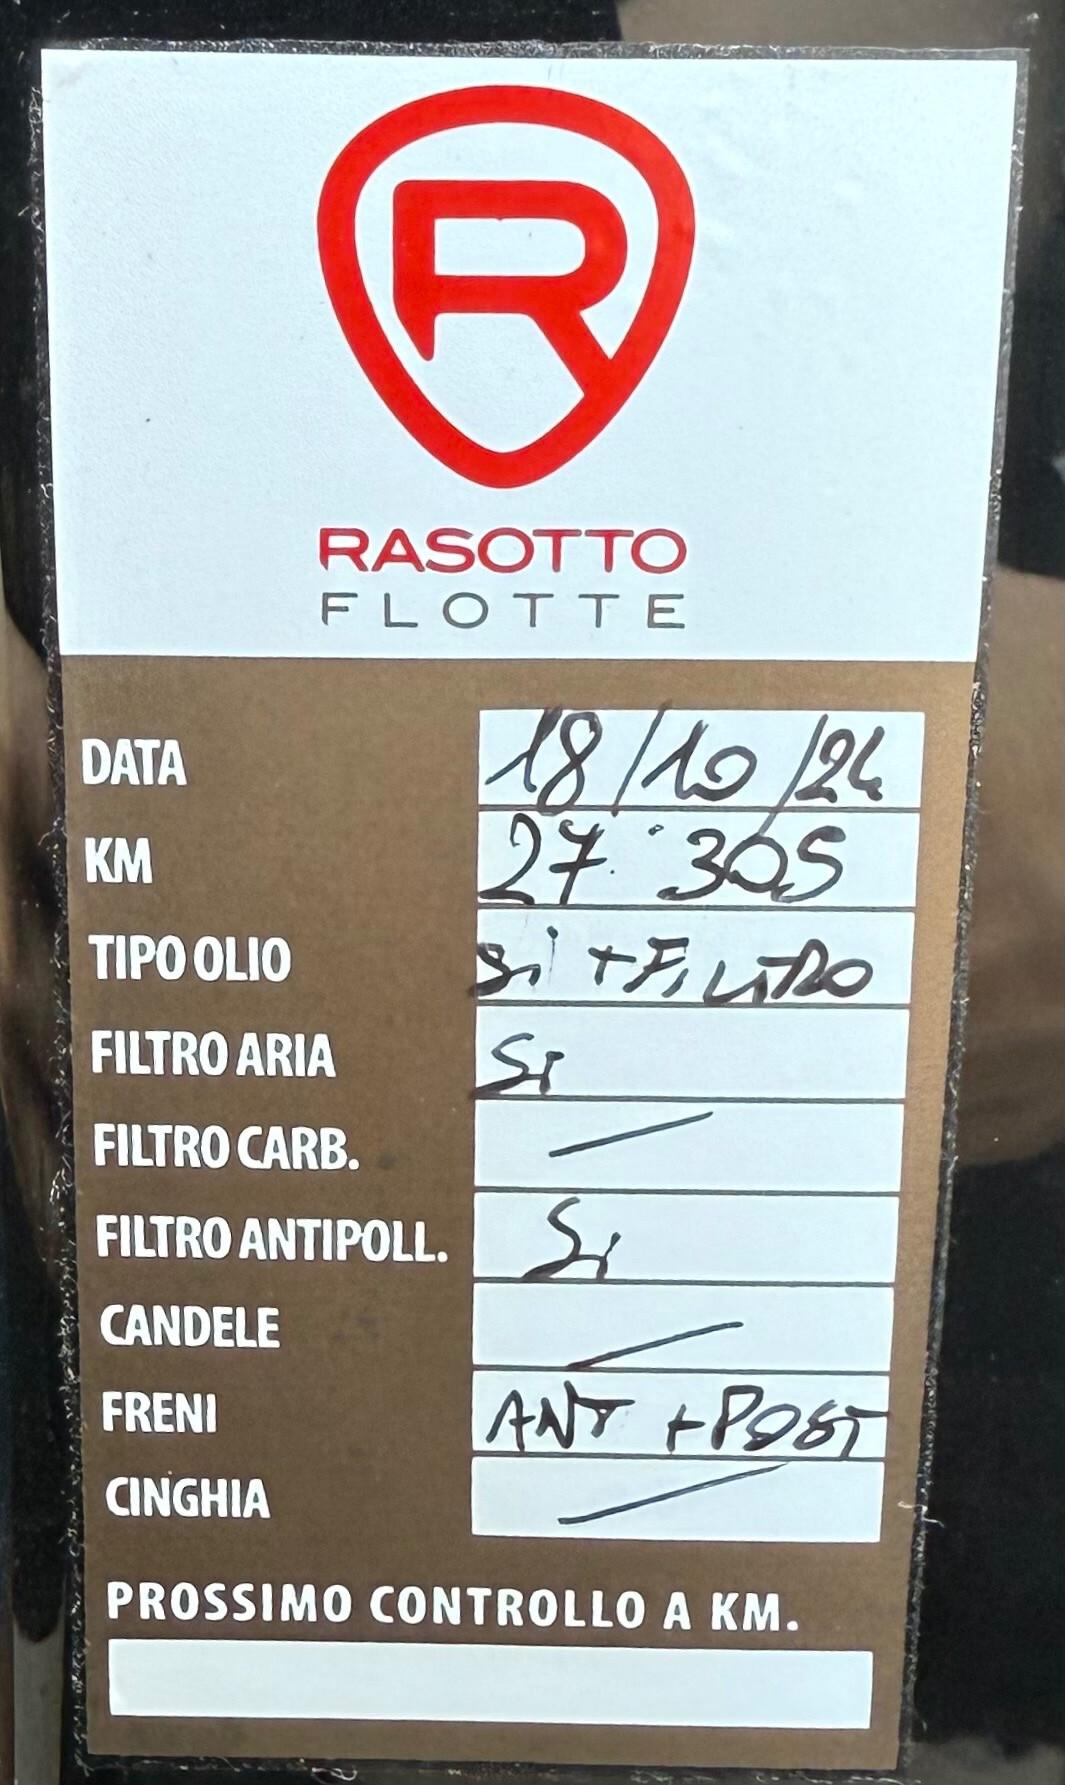 R
RASOTTO
FLOTTE
DATA 18/10/24
KM 27.305
TIPO OLIO Si + FILTRO
FILTRO ARIA Si
FILTRO CARB. —
FILTRO ANTIPOLL. Si
CANDELE —
FRENI ANT + POST
CINGHIA —
PROSSIMO CONTROLLO A KM.